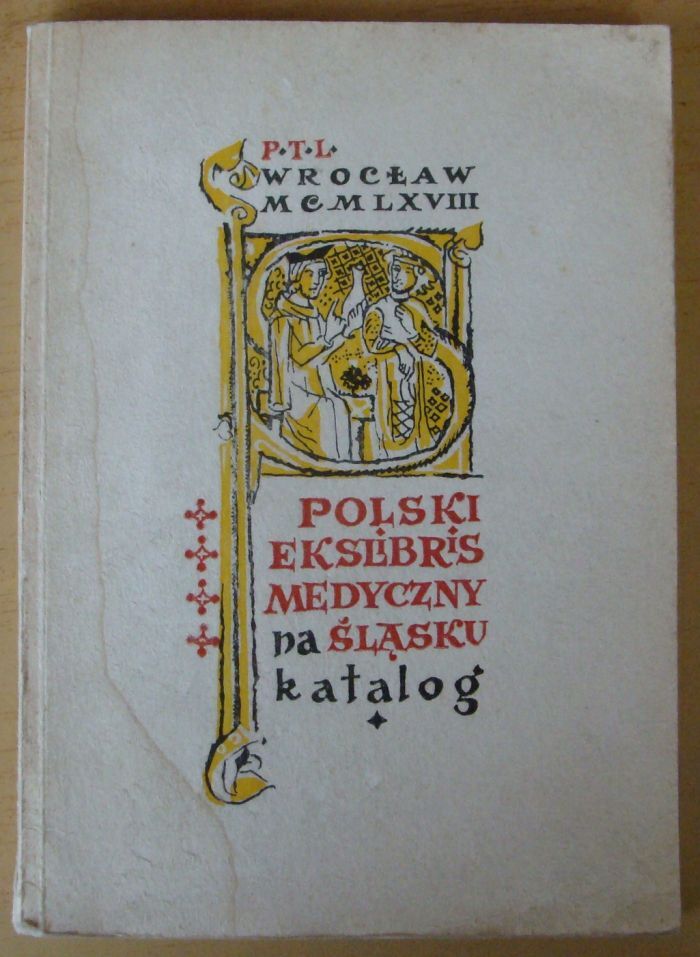 P·T·L·
WROCŁAW
MCMLXVIII
POLSKI
EKSLIBRIS
MEDYCZNY
na ŚLĄSKU
katalog